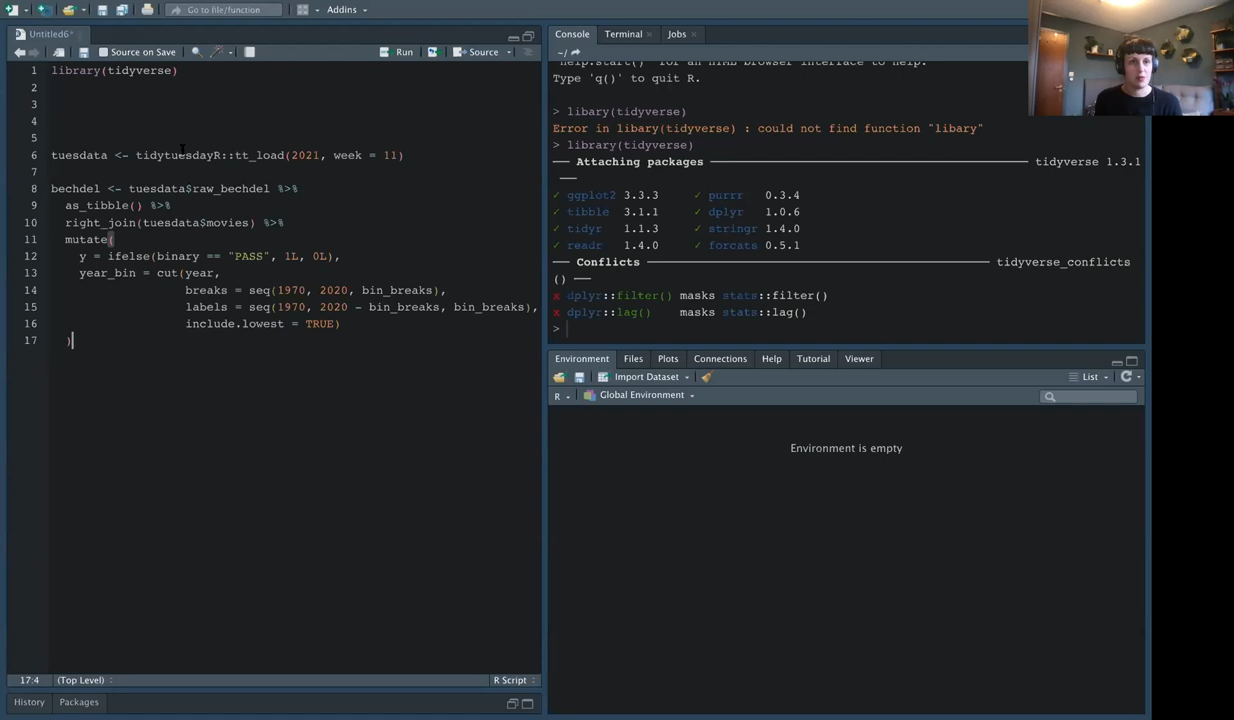 Go to file/function
Addins
Untitled6*
Source on Save
Run
Source
1 library(tidyverse)
2
3
4
5
6 tuesdata <- tidytuesdayR::tt_load(2021, week = 11)
7
8 bechdel <- tuesdata$raw_bechdel %>%
9 as_tibble() %>%
10 right_join(tuesdata$movies) %>%
11 mutate(
12 y = ifelse(binary == "PASS", 1L, 0L),
13 year_bin = cut(year,
14 breaks = seq(1970, 2020, bin_breaks),
15 labels = seq(1970, 2020 - bin_breaks, bin_breaks),
16 include.lowest = TRUE)
17 )
17:4 (Top Level) R Script
History Packages
Console Terminal Jobs
~/
'help.start()' for an HTML browser interface to help.
Type 'q()' to quit R.
> libary(tidyverse)
Error in libary(tidyverse) : could not find function "libary"
> library(tidyverse)
── Attaching packages ─────────────────── tidyverse 1.3.1
──
✓ ggplot2 3.3.3 ✓ purrr 0.3.4
✓ tibble 3.1.1 ✓ dplyr 1.0.6
✓ tidyr 1.1.3 ✓ stringr 1.4.0
✓ readr 1.4.0 ✓ forcats 0.5.1
── Conflicts ─────────────────── tidyverse_conflicts
() ──
x dplyr::filter() masks stats::filter()
x dplyr::lag() masks stats::lag()
>
Environment Files Plots Connections Help Tutorial Viewer
Import Dataset
List
R Global Environment
Environment is empty